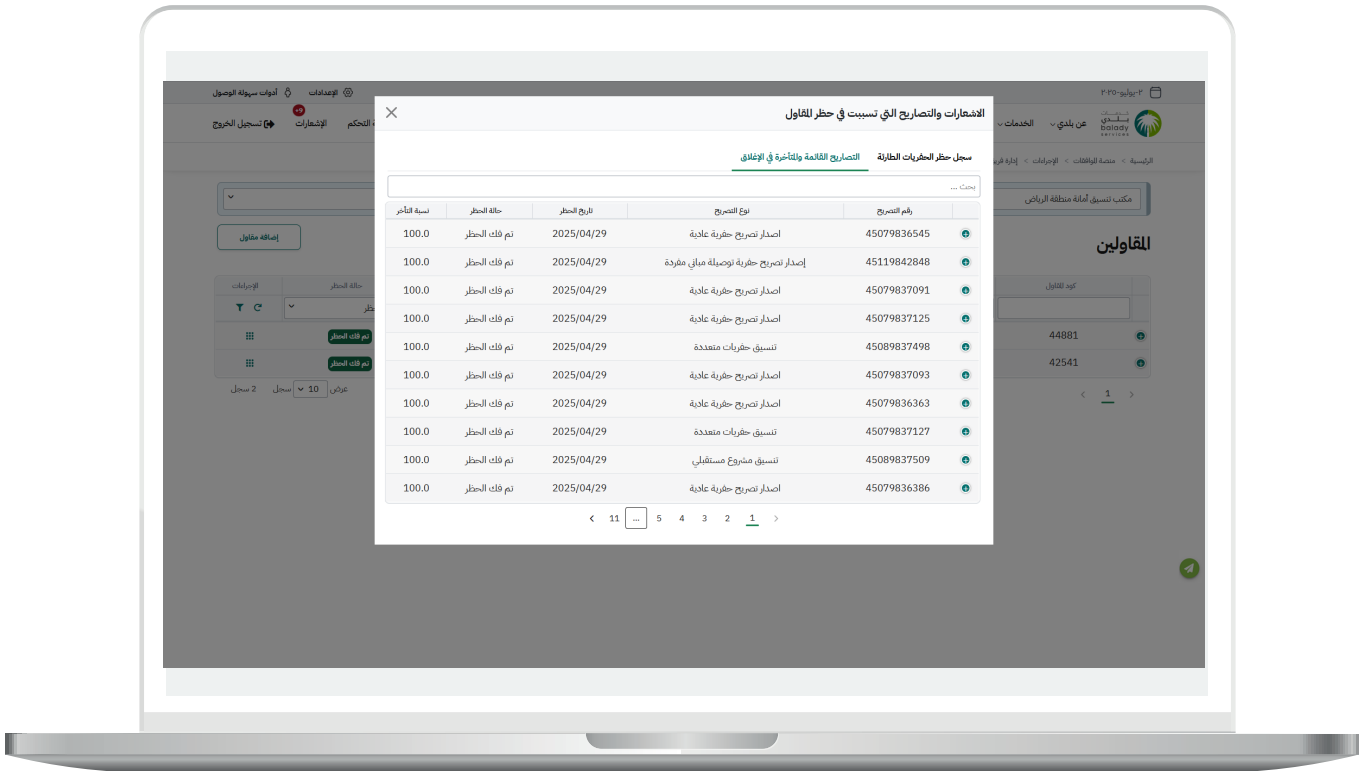 ٢-يوليو-٢٠٢٥
الإعدادات
أدوات سهولة الوصول
بلدي
balady
عن بلدي
الخدمات
التحكم
الإشعارات
+9
تسجيل الخروج
الرئيسية > منصة الموافقات > الإجراءات > إدارة
مكتب تنسيق أمانة منطقة الرياض
المقاولين
إضافة مقاول
كود المقاول
حالة الحظر
الإجراءات
44881
تم فك الحظر
42541
تم فك الحظر
1
عرض 10 سجل 2 سجل
الاشعارات والتصاريح التي تسببت في حظر المقاول
سجل حظر الحفريات الطارئة
التصاريح القائمة والمتأخرة في الإغلاق
بحث ...
رقم التصريح نوع التصريح تاريخ الحظر حالة الحظر نسبة التأخر
45079836545 اصدار تصريح حفرية عادية 2025/04/29 تم فك الحظر 100.0
45119842848 إصدار تصريح حفرية توصيلة مباني مفردة 2025/04/29 تم فك الحظر 100.0
45079837091 اصدار تصريح حفرية عادية 2025/04/29 تم فك الحظر 100.0
45079837125 اصدار تصريح حفرية عادية 2025/04/29 تم فك الحظر 100.0
45089837498 تنسيق حفريات متعددة 2025/04/29 تم فك الحظر 100.0
45079837093 اصدار تصريح حفرية عادية 2025/04/29 تم فك الحظر 100.0
45079836363 اصدار تصريح حفرية عادية 2025/04/29 تم فك الحظر 100.0
45079837127 تنسيق حفريات متعددة 2025/04/29 تم فك الحظر 100.0
45089837509 تنسيق مشروع مستقبلي 2025/04/29 تم فك الحظر 100.0
45079836386 اصدار تصريح حفرية عادية 2025/04/29 تم فك الحظر 100.0
1 2 3 4 5 ... 11